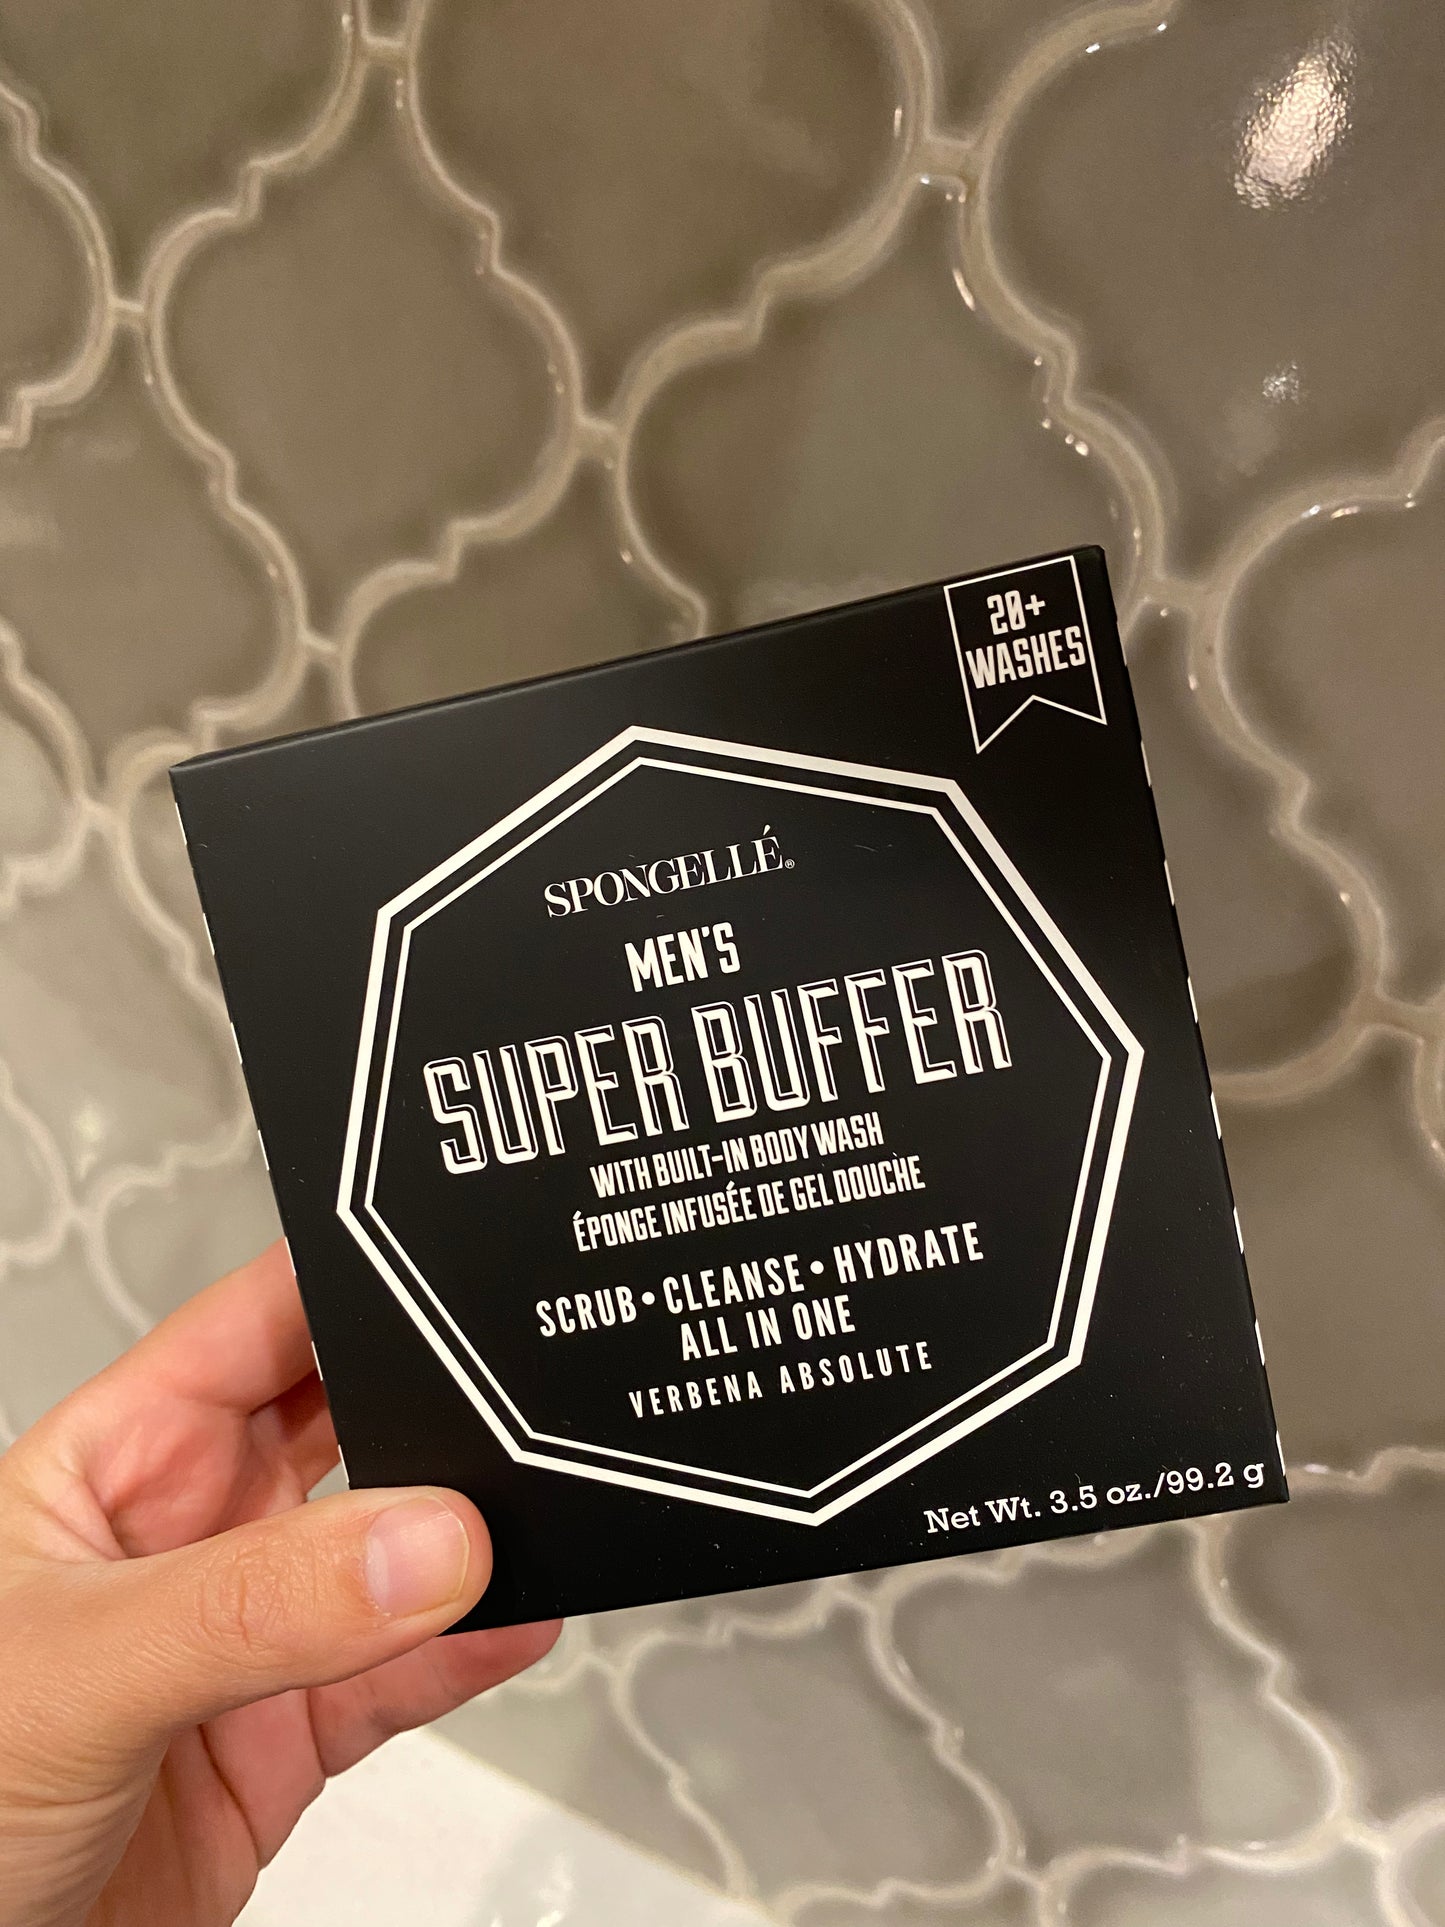 20+
WASHES
SPONGELLÉ®
MEN'S
SUPER BUFFER
WITH BUILT-IN BODY WASH
ÉPONGE INFUSÉE DE GEL DOUCHE
SCRUB • CLEANSE • HYDRATE
ALL IN ONE
VERBENA ABSOLUTE
Net Wt. 3.5 oz./99.2 g